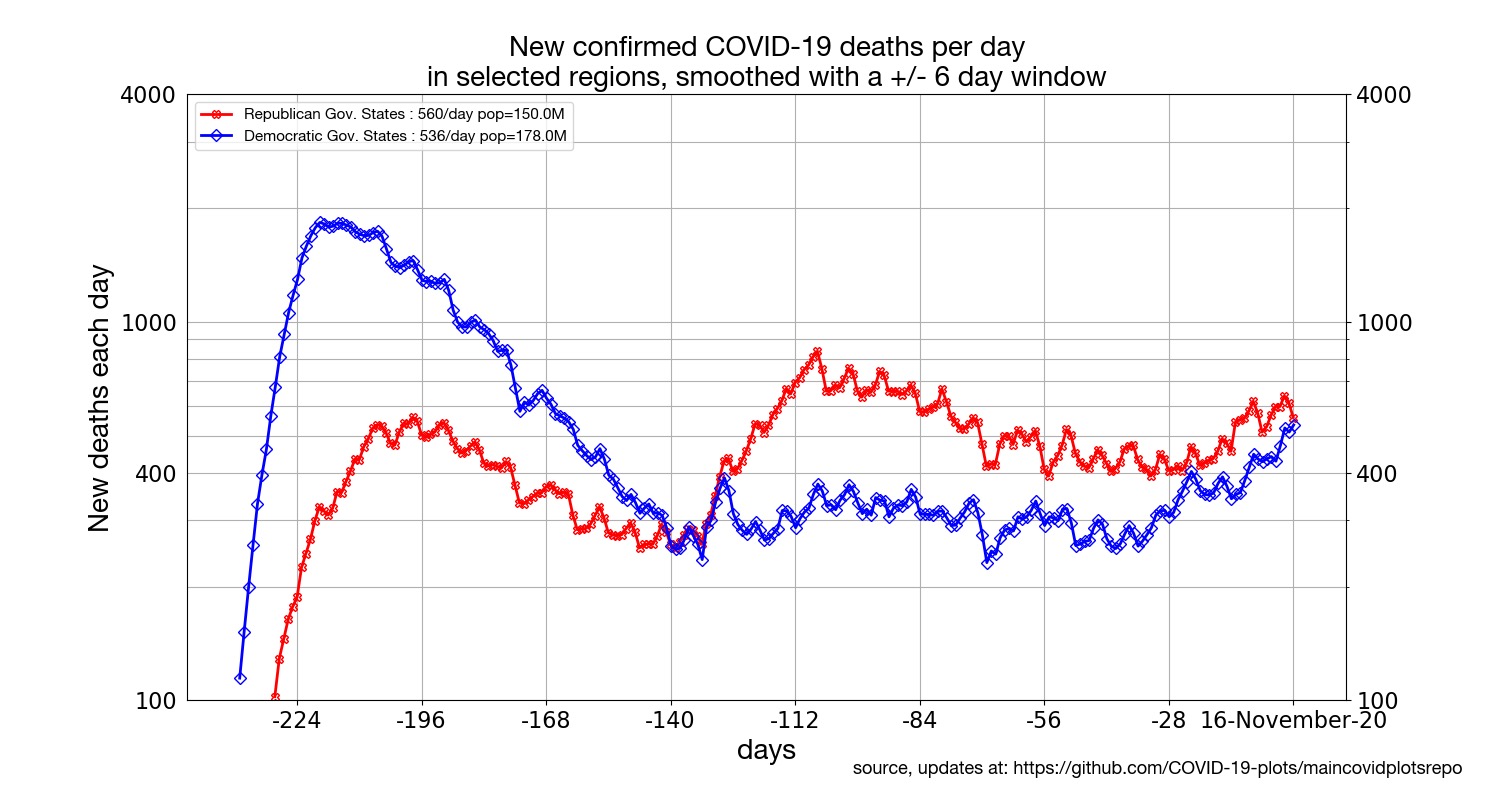 New confirmed COVID-19 deaths per day
in selected regions, smoothed with a +/- 6 day window
4000
4000
Republican Gov. States : 560/day pop=150.0M
Democratic Gov. States : 536/day pop=178.0M
New deaths each day
1000
1000
400
400
100
100
-224 -196 -168 -140 -112 -84 -56 -28 16-November-20
days
source, updates at: https://github.com/COVID-19-plots/maincovidplotsrepo